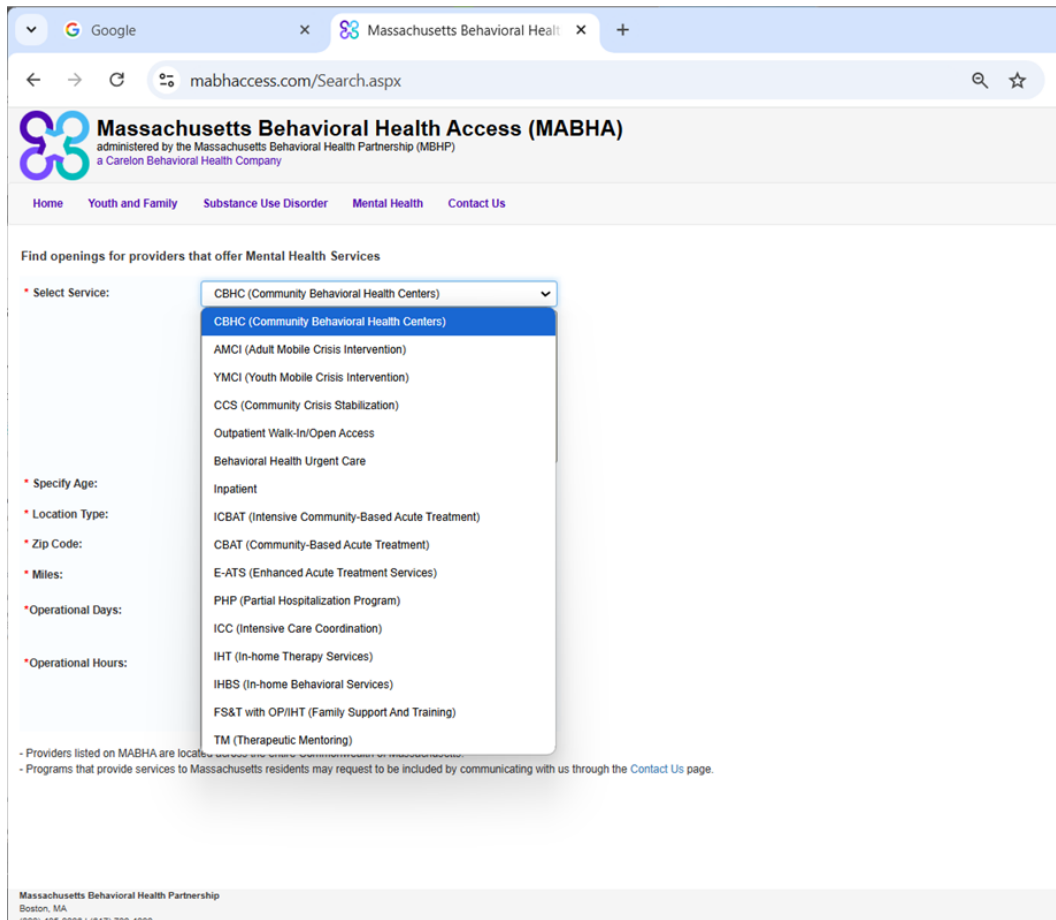 Google
Massachusetts Behavioral Healt
mabhaccess.com/Search.aspx
Massachusetts Behavioral Health Access (MABHA)
administered by the Massachusetts Behavioral Health Partnership (MBHP)
a Carelon Behavioral Health Company
Home Youth and Family Substance Use Disorder Mental Health Contact Us
Find openings for providers that offer Mental Health Services
* Select Service: CBHC (Community Behavioral Health Centers)
CBHC (Community Behavioral Health Centers)
AMCI (Adult Mobile Crisis Intervention)
YMCI (Youth Mobile Crisis Intervention)
CCS (Community Crisis Stabilization)
Outpatient Walk-In/Open Access
Behavioral Health Urgent Care
* Specify Age:
Inpatient
* Location Type:
ICBAT (Intensive Community-Based Acute Treatment)
* Zip Code:
CBAT (Community-Based Acute Treatment)
* Miles:
E-ATS (Enhanced Acute Treatment Services)
PHP (Partial Hospitalization Program)
*Operational Days:
ICC (Intensive Care Coordination)
IHT (In-home Therapy Services)
*Operational Hours:
IHBS (In-home Behavioral Services)
FS&T with OP/IHT (Family Support And Training)
TM (Therapeutic Mentoring)
- Providers listed on MABHA are located across the entire Commonwealth of Massachusetts.
- Programs that provide services to Massachusetts residents may request to be included by communicating with us through the Contact Us page.
Massachusetts Behavioral Health Partnership
Boston, MA